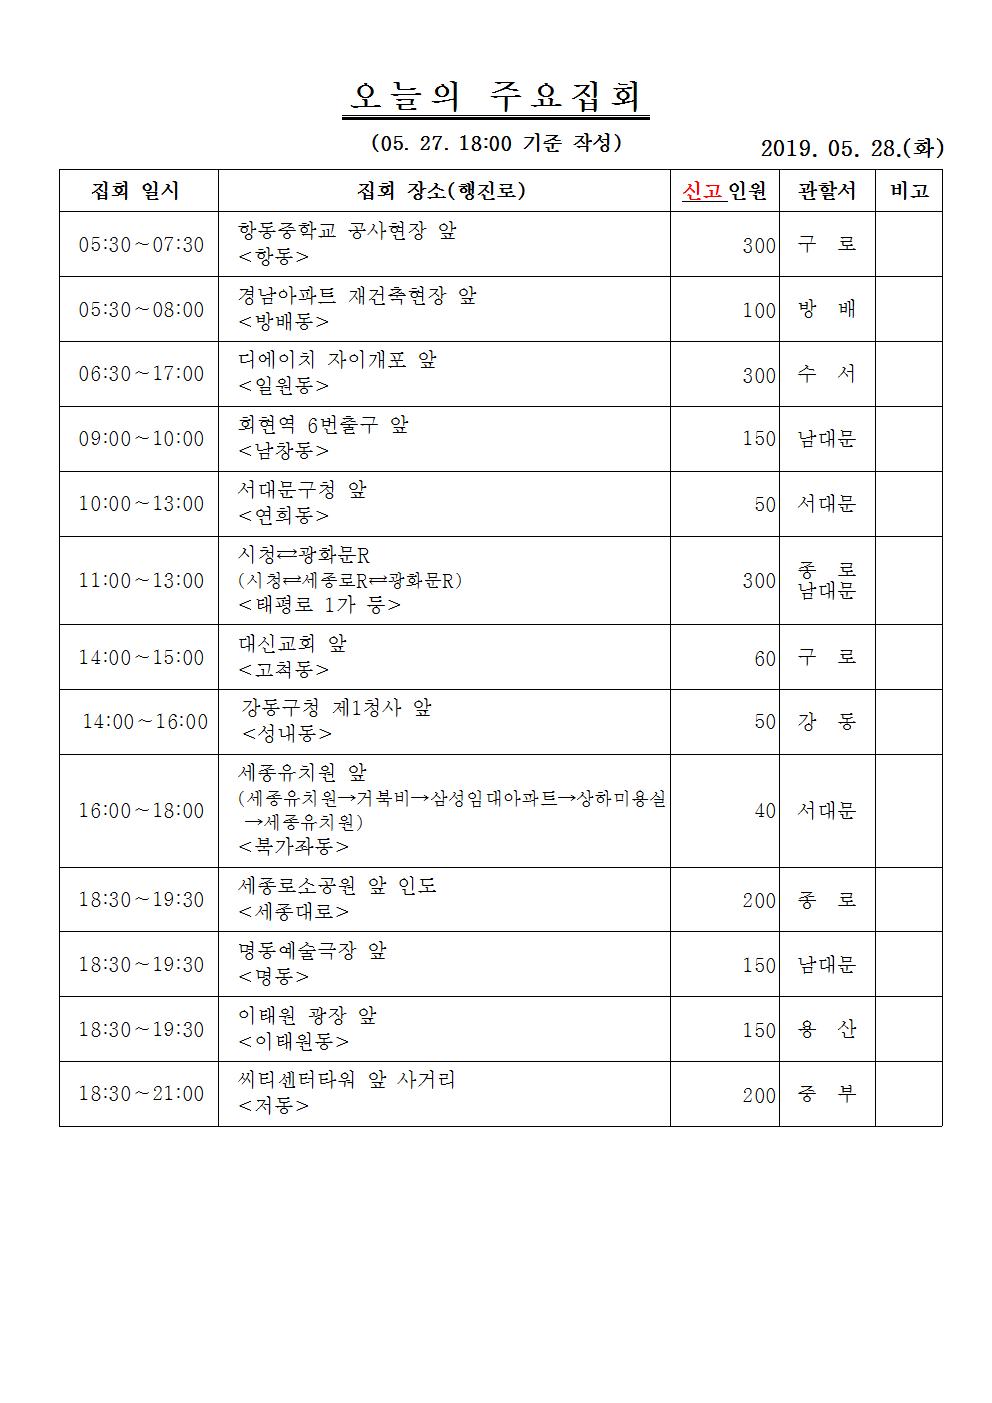 오늘의 주요집회
(05. 27. 18:00 기준 작성)
2019. 05. 28.(화)
집회 일시 집회 장소(행진로) 신고인원 관할서 비고
05:30~07:30 항동중학교 공사현장 앞 <항동> 300 구 로
05:30~08:00 경남아파트 재건축현장 앞 <방배동> 100 방 배
06:30~17:00 디에이치 자이개포 앞 <일원동> 300 수 서
09:00~10:00 회현역 6번출구 앞 <남창동> 150 남대문
10:00~13:00 서대문구청 앞 <연희동> 50 서대문
11:00~13:00 시청⇄광화문R (시청⇄세종로R⇄광화문R) <태평로 1가 등> 300 종 로 남대문
14:00~15:00 대신교회 앞 <고척동> 60 구 로
14:00~16:00 강동구청 제1청사 앞 <성내동> 50 강 동
16:00~18:00 세종유치원 앞 (세종유치원→거북비→삼성임대아파트→상하미용실→세종유치원) <북가좌동> 40 서대문
18:30~19:30 세종로소공원 앞 인도 <세종대로> 200 종 로
18:30~19:30 명동예술극장 앞 <명동> 150 남대문
18:30~19:30 이태원 광장 앞 <이태원동> 150 용 산
18:30~21:00 씨티센터타워 앞 사거리 <저동> 200 중 부